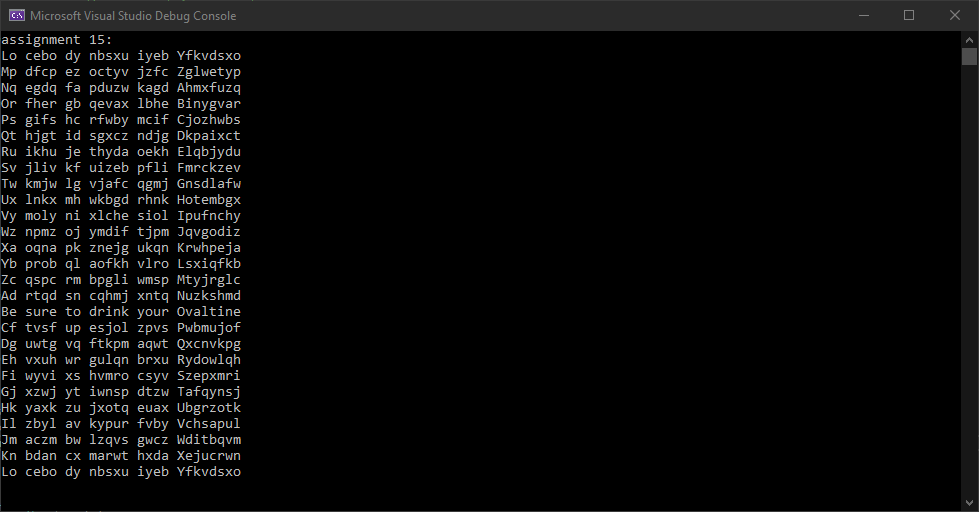 Microsoft Visual Studio Debug Console
assignment 15:
Lo cebo dy nbsxu iyeb Yfkvdsxo
Mp dfcp ez octyv jzfc Zglwetyp
Nq egdq fa pduzw kagd Ahmxfuzq
Or fher gb qevax lbhe Binygvar
Ps gifs hc rfwby mcif Cjozhwbs
Qt hjgt id sgxcz ndjg Dkpaixct
Ru ikhu je thyda oekh Elqbjydu
Sv jliv kf uizeb pfli Fmrckzev
Tw kmjw lg vjafc qgmj Gnsdlafw
Ux lnkx mh wkbgd rhnk Hotembgx
Vy moly ni xlche siol Ipufnchy
Wz npmz oj ymdif tjpm Jqvgodiz
Xa oqna pk znejg ukqn Krwhpeja
Yb prob ql aofkh vlro Lsxiqfkb
Zc qspc rm bpgli wmsp Mtyjrglc
Ad rtqd sn cqhmj xntq Nuzkshmd
Be sure to drink your Ovaltine
Cf tvsf up esjol zpvs Pwbmujof
Dg uwtg vq ftkpm aqwt Qxcnvkpg
Eh vxuh wr gulqn brxu Rydowlqh
Fi wyvi xs hvmro csyv Szepxmri
Gj xzwj yt iwnsp dtzw Tafqynsj
Hk yaxk zu jxotq euax Ubgrzotk
Il zbyl av kypur fvby Vchsapul
Jm aczm bw lzqvs gwcz Wditbqvm
Kn bdan cx marwt hxda Xejucrwn
Lo cebo dy nbsxu iyeb Yfkvdsxo